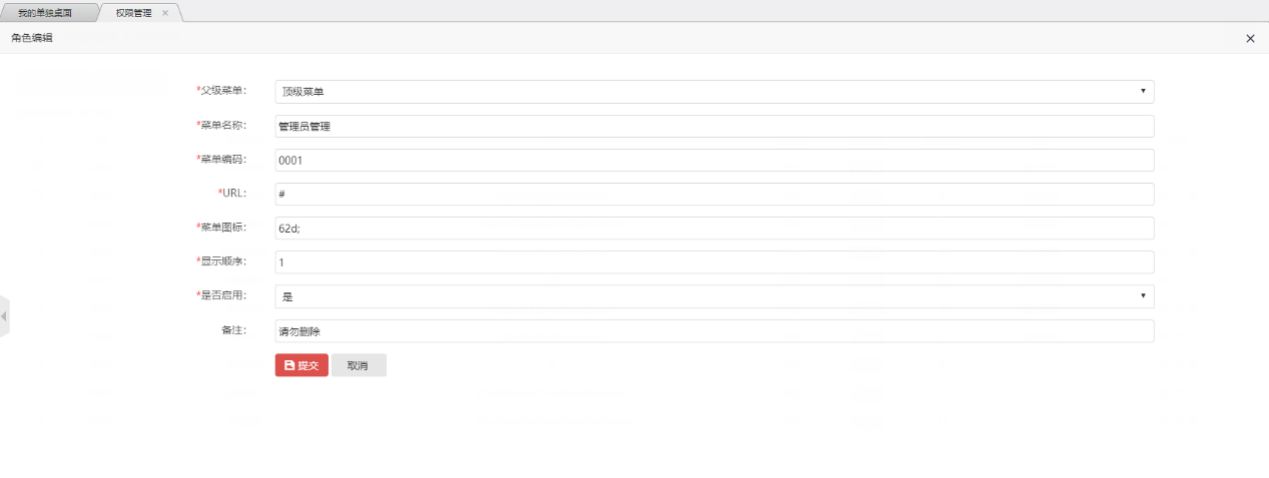 我的单独桌面 权限管理 ×
角色编辑 ×
*父级菜单: 顶级菜单
*菜单名称: 管理员管理
*菜单编码: 0001
*URL: #
*菜单图标: 62d;
*显示顺序: 1
*是否启用: 是
备注: 请勿删除
提交 取消